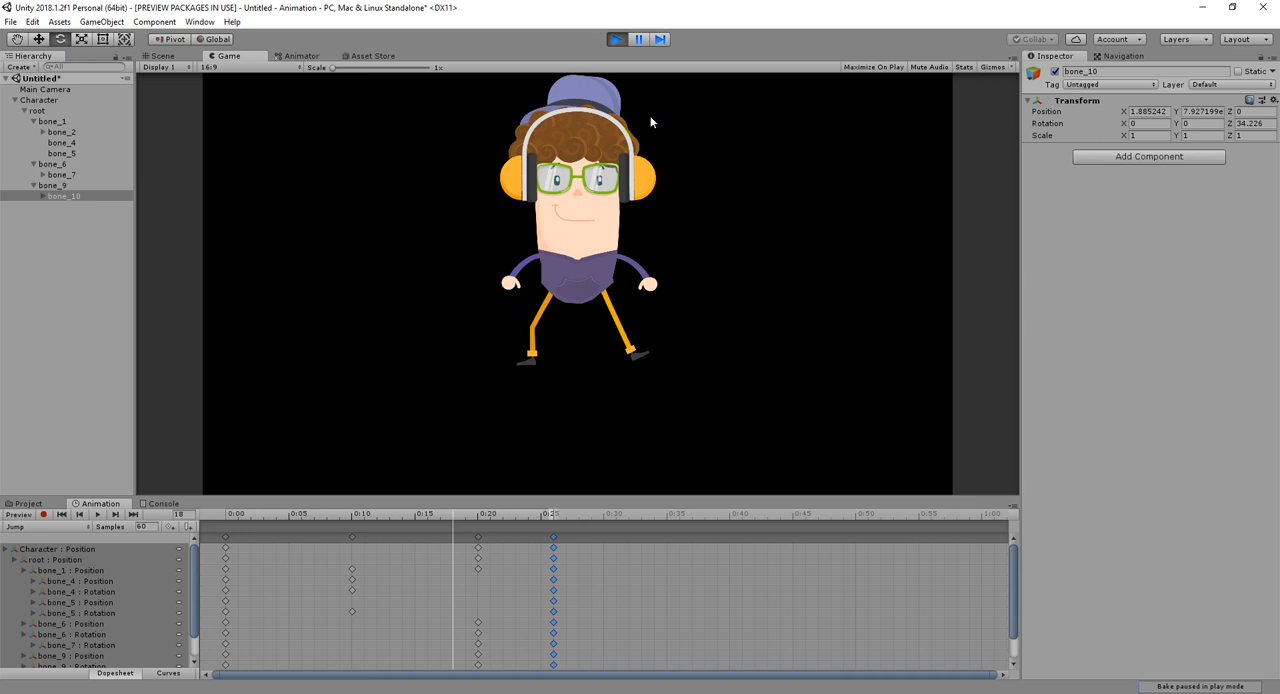 Unity 2018.1.2f1 Personal (64bit) - [PREVIEW PACKAGES IN USE] - Untitled - Animation - PC, Mac & Linux Standalone* <DX11>
File Edit Assets GameObject Component Window Help
Pivot Global Collab Account Layers Layout
Hierarchy Scene Game Animator Asset Store Inspector Navigation
Create All Display 1 16:9 Scale 1x Maximize On Play Mute Audio Stats Gizmos
bone_10 Static
Tag Untagged Layer Default
Untitled*
Main Camera
Character
root
bone_1
bone_2
bone_4
bone_5
bone_6
bone_7
bone_9
bone_10
Transform
Position X 1.885242 Y 7.927199e Z 0
Rotation X 0 Y 0 Z 34.226
Scale X 1 Y 1 Z 1
Add Component
Project Animation Console
Preview 18 0:00 0:05 0:10 0:15 0:20 0:25 0:30 0:35 0:40 0:45 0:50 0:55 1:00
Jump Samples 60
Character : Position
root : Position
bone_1 : Position
bone_4 : Position
bone_4 : Rotation
bone_5 : Position
bone_5 : Rotation
bone_6 : Position
bone_6 : Rotation
bone_7 : Rotation
bone_9 : Position
bone_9 : Rotation
Dopesheet Curves
Bake paused in play mode